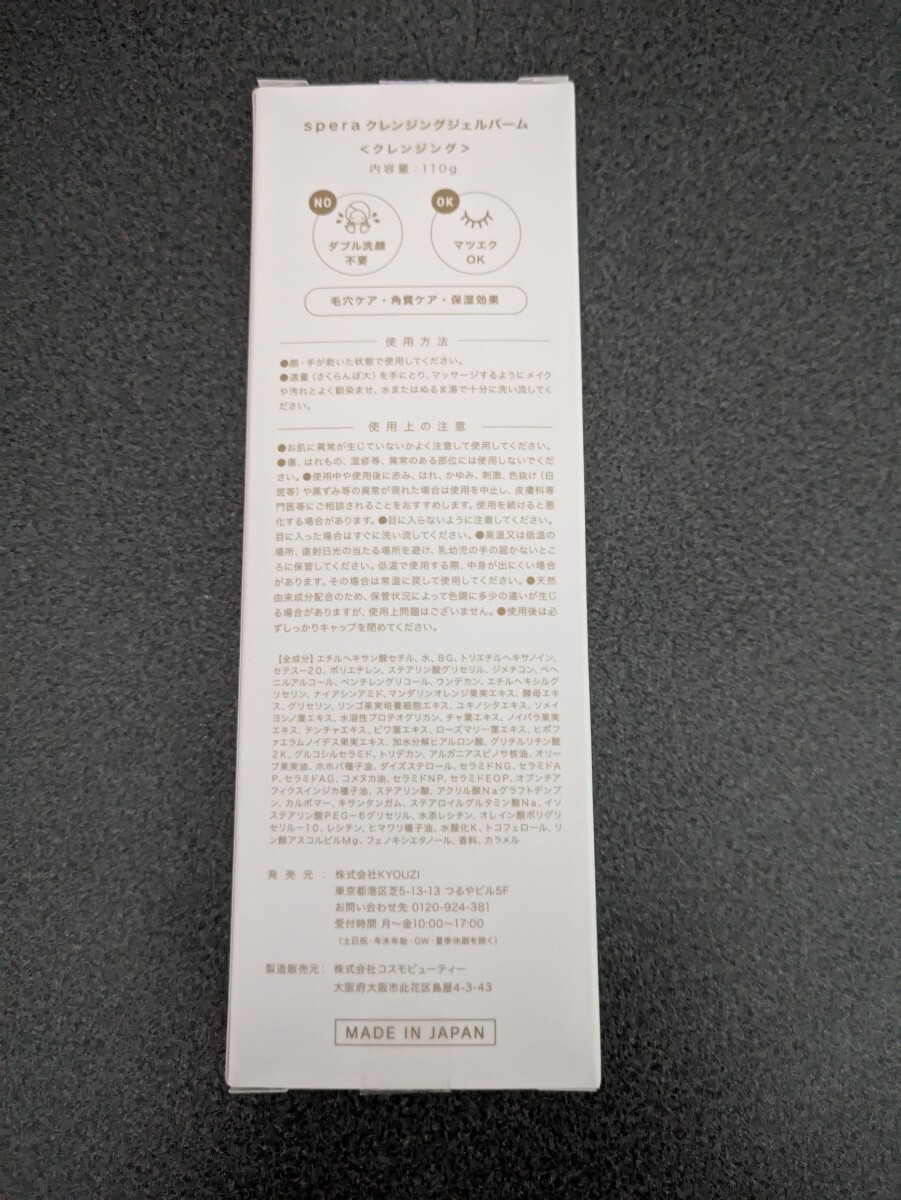 spera クレンジングジェルバーム
＜クレンジング＞
内容量：110g
NO
OK
ダブル洗顔
不要
マツエク
OK
毛穴ケア・角質ケア・保湿効果
使用方法
●顔・手が乾いた状態で使用してください。
●適量（さくらんぼ大）を手にとり、マッサージするようにメイク
や汚れとよく馴染ませ、水またはぬるま湯で十分に洗い流してく
ださい。
使用上の注意
●お肌に異常が生じていないかよく注意して使用してください。
●傷、はれもの、湿疹等、異常のある部位には使用しないでくだ
さい。●使用中や使用後に赤み、はれ、かゆみ、刺激、色抜け（白
斑等）や黒ずみ等の異常が現れた場合は使用を中止し、皮膚科専
門医等にご相談されることをおすすめします。使用を続けると悪
化する場合があります。●目に入らないように注意してください。
目に入った場合はすぐに洗い流してください。●高温又は低温の
場所、直射日光の当たる場所を避け、乳幼児の手の届かないとこ
ろに保管してください。低温で使用する際、中身が出にくい場合
があります。その場合は常温に戻して使用してください。●天然
由来成分配合のため、保管状況によって色調に多少の違いが生じ
る場合がありますが、使用上問題はございません。●使用後は必
ずしっかりキャップを閉めてください。
【全成分】エチルヘキサン酸セチル、水、BG、トリエチルヘキサノイン、
セテス－20、ポリエチレン、ステアリン酸グリセリル、ジメチコン、ベヘ
ニルアルコール、ペンチレングリコール、ウンデカン、エチルヘキシルグ
リセリン、ナイアシンアミド、マンダリンオレンジ果実エキス、酵母エキ
ス、グリセリン、リンゴ果実培養細胞エキス、ユキノシタエキス、ソメイ
ヨシノ葉エキス、水溶性プロテオグリカン、チャ葉エキス、ノイバラ果実
エキス、テンチャエキス、ビワ葉エキス、ローズマリー葉エキス、ヒポフ
ァエラムノイデス果実エキス、加水分解ヒアルロン酸、グリチルリチン酸
2K、グルコシルセラミド、トリデカン、アルガニアスピノサ核油、オリー
ブ果実油、ホホバ種子油、ダイズステロール、セラミドNG、セラミドA
P、セラミドAG、コメヌカ油、セラミドNP、セラミドEOP、オプンチア
フィクスインジカ種子油、ステアリン酸、アクリル酸Naグラフトデンプ
ン、カルボマー、キサンタンガム、ステアロイルグルタミン酸Na、イソ
ステアリン酸PEG－6グリセリル、水添レシチン、オレイン酸ポリグリ
セリル－10、レシチン、ヒマワリ種子油、水酸化K、トコフェロール、リ
ン酸アスコルビルMg、フェノキシエタノール、香料、カラメル
発売元： 株式会社KYOUZI
東京都港区芝5-13-13 つるやビル5F
お問い合わせ先 0120-924-381
受付時間 月～金10:00～17:00
（土日祝・年末年始・GW・夏季休暇を除く）
製造販売元： 株式会社コスモビューティー
大阪府大阪市此花区島屋4-3-43
MADE IN JAPAN